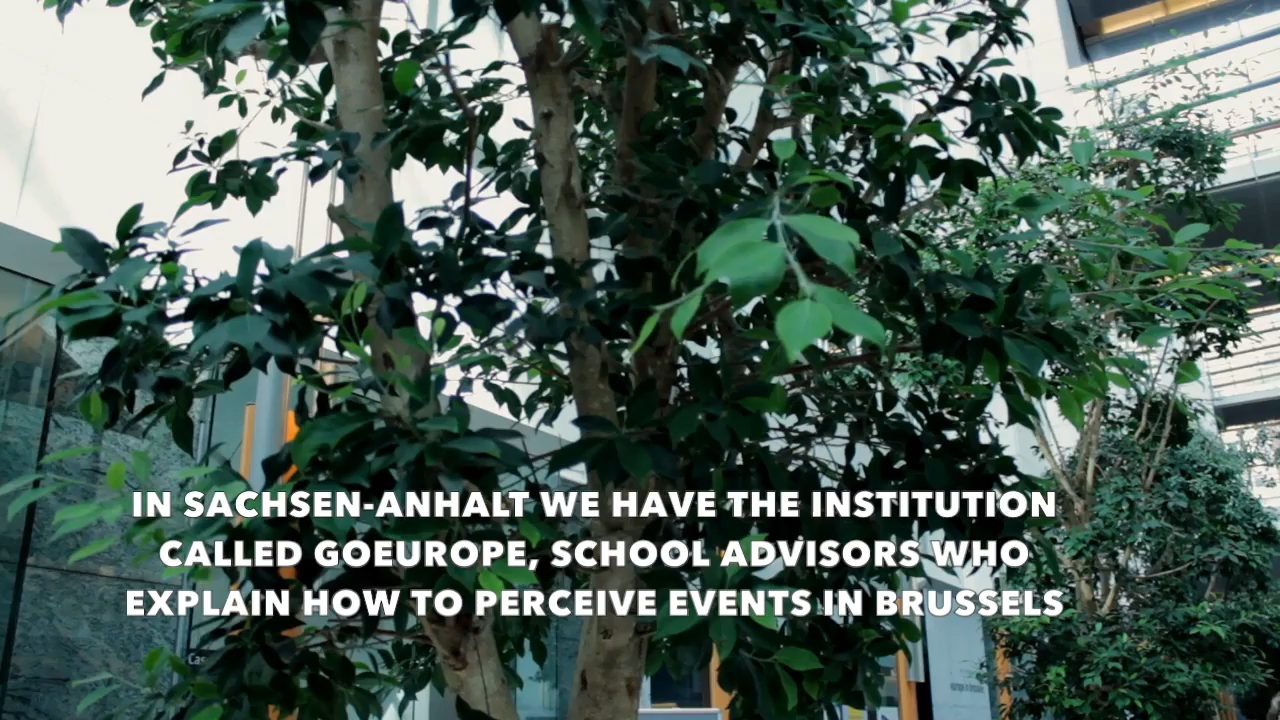 IN SACHSEN-ANHALT WE HAVE THE INSTITUTION
CALLED GOEUROPE, SCHOOL ADVISORS WHO
EXPLAIN HOW TO PERCEIVE EVENTS IN BRUSSELS